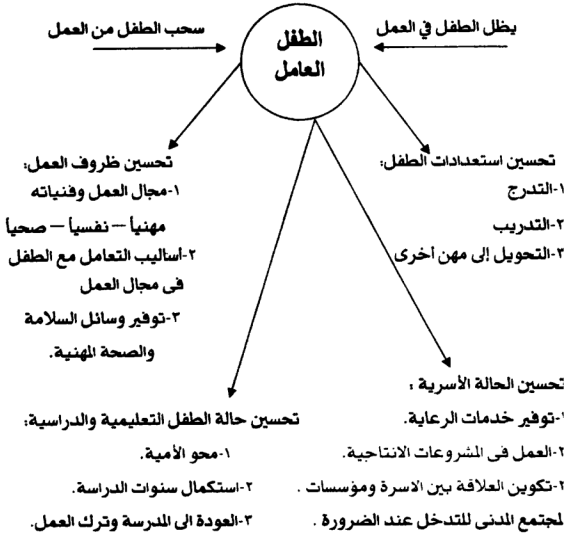 يظل الطفل في العمل
الطفل
العامل
سحب الطفل من العمل
تحسين استعدادات الطفل:
١-التدرج
٢-التدريب
٣-التحويل إلى مهن أخرى
تحسين ظروف العمل:
١-مجال العمل وفنياته
مهنيأ – نفسيأ – صحيأ
٢-أساليب التعامل مع الطفل
فى مجال العمل
٣-توفير وسائل السلامة
والصحة المهنية.
تحسين الحالة الأسرية :
١-توفير خدمات الرعاية.
٢-العمل فى المشروعات الانتاجية.
٢-تكوين العلاقة بين الاسرة ومؤسسات .
لمجتمع المدنى للتدخل عند الضرورة .
تحسين حالة الطفل التعليمية والدراسية:
١-محو الأمية.
٢-استكمال سنوات الدراسة.
٣-العودة الى المدرسة وترك العمل.